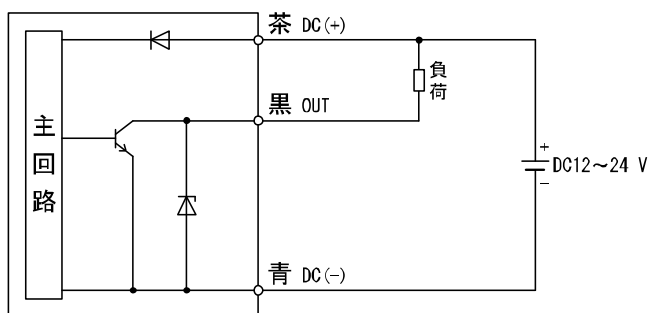 茶 DC(+)
負荷
黒 OUT
主回路
+
DC12～24 V
−
青 DC(−)